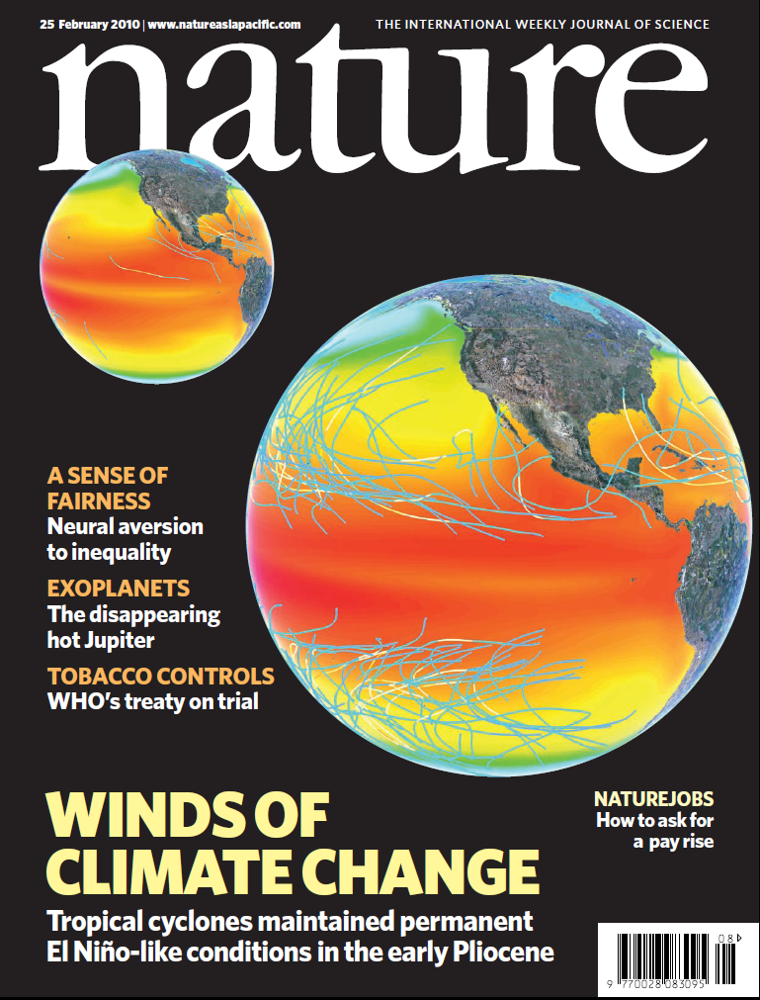 25 February 2010 | www.natureasiapacific.com
THE INTERNATIONAL WEEKLY JOURNAL OF SCIENCE
nature
A SENSE OF
FAIRNESS
Neural aversion
to inequality
EXOPLANETS
The disappearing
hot Jupiter
TOBACCO CONTROLS
WHO's treaty on trial
WINDS OF
CLIMATE CHANGE
Tropical cyclones maintained permanent
El Niño-like conditions in the early Pliocene
NATUREJOBS
How to ask for
a pay rise
08
9 770028 083095